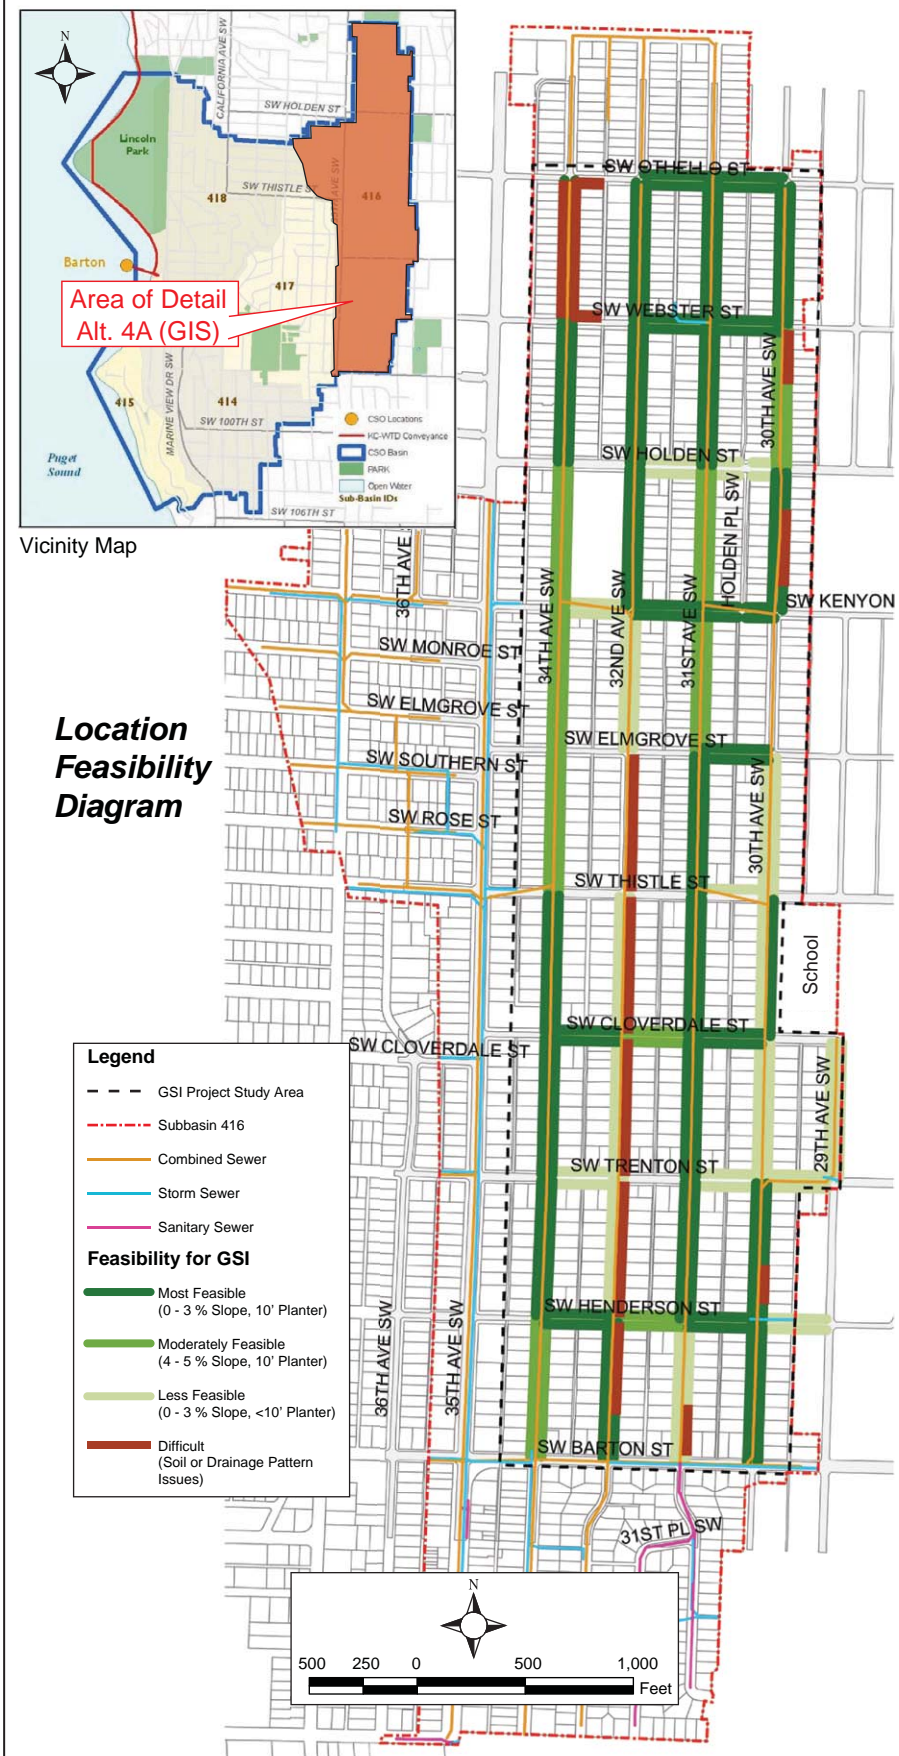 N
CALIFORNIA AVE SW
SW HOLDEN ST
Lincoln
Park
SW THISTLE ST
AVE SW
416
418
Barton
417
Area of Detail
Alt. 4A (GIS)
MARINE VIEW DR SW
415
414
SW 100TH ST
Puget
Sound
SW 106TH ST
CSO Locations
KC-WTD Conveyance
CSO Basin
PARK
Open Water
Sub-Basin IDs
Vicinity Map
Location
Feasibility
Diagram
SW OTHELLO ST
SW WEBSTER ST
30TH AVE SW
SW HOLDEN ST
HOLDEN PL SW
36TH AVE
34TH AVE SW
32ND AVE SW
31ST AVE SW
SW KENYON
SW MONROE ST
SW ELMGROVE ST
SW ELMGROVE ST
SW SOUTHERN ST
30TH AVE SW
SW ROSE ST
SW THISTLE ST
School
SW CLOVERDALE ST
SW CLOVERDALE ST
29TH AVE SW
SW TRENTON ST
SW HENDERSON ST
36TH AVE SW
35TH AVE SW
SW BARTON ST
31ST PL SW
Legend
GSI Project Study Area
Subbasin 416
Combined Sewer
Storm Sewer
Sanitary Sewer
Feasibility for GSI
Most Feasible
(0 - 3 % Slope, 10' Planter)
Moderately Feasible
(4 - 5 % Slope, 10' Planter)
Less Feasible
(0 - 3 % Slope, <10' Planter)
Difficult
(Soil or Drainage Pattern
Issues)
N
500 250 0 500 1,000
Feet